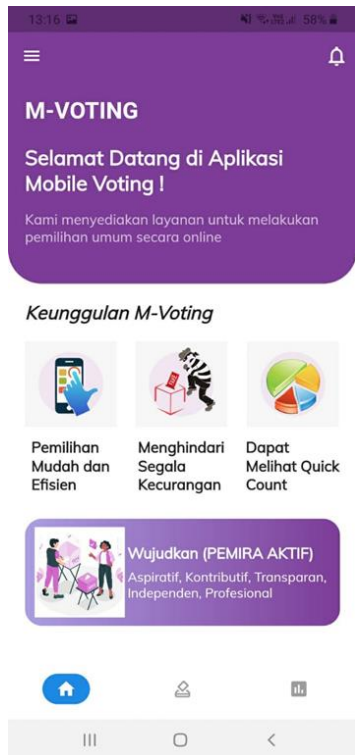 13:16
58%
M-VOTING
Selamat Datang di Aplikasi
Mobile Voting !
Kami menyediakan layanan untuk melakukan
pemilihan umum secara online
Keunggulan M-Voting
Pemilihan
Mudah dan
Efisien
Menghindari
Segala
Kecurangan
Dapat
Melihat Quick
Count
Wujudkan (PEMIRA AKTIF)
Aspiratif, Kontributif, Transparan,
Independen, Profesional